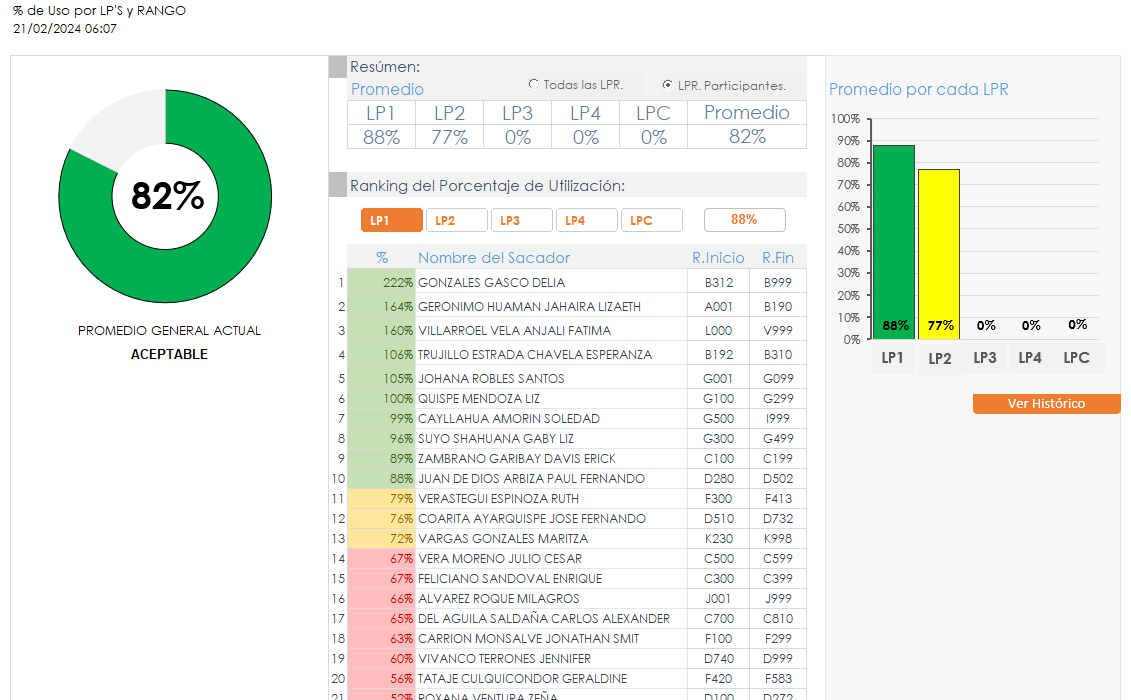 % de Uso por LP'S y RANGO
21/02/2024 06:07
82%
PROMEDIO GENERAL ACTUAL
ACEPTABLE
Resúmen:
Promedio
Todas las LPR. LPR. Participantes.
LP1 LP2 LP3 LP4 LPC Promedio
88% 77% 0% 0% 0% 82%
Ranking del Porcentaje de Utilización:
LP1 LP2 LP3 LP4 LPC 88%
% Nombre del Sacador R.Inicio R.Fin
1 222% GONZALES GASCO DELIA B312 B999
2 164% GERONIMO HUAMAN JAHAIRA LIZAETH A001 B190
3 160% VILLARROEL VELA ANJALI FATIMA L000 V999
4 106% TRUJILLO ESTRADA CHAVELA ESPERANZA B192 B310
5 105% JOHANA ROBLES SANTOS G001 G099
6 100% QUISPE MENDOZA LIZ G100 G299
7 99% CAYLLAHUA AMORIN SOLEDAD G500 I999
8 96% SUYO SHAHUANA GABY LIZ G300 G499
9 89% ZAMBRANO GARIBAY DAVIS ERICK C100 C199
10 88% JUAN DE DIOS ARBIZA PAUL FERNANDO D280 D502
11 79% VERASTEGUI ESPINOZA RUTH F300 F413
12 76% COARITA AYARQUISPE JOSE FERNANDO D510 D732
13 72% VARGAS GONZALES MARITZA K230 K998
14 67% VERA MORENO JULIO CESAR C500 C599
15 67% FELICIANO SANDOVAL ENRIQUE C300 C399
16 66% ALVAREZ ROQUE MILAGROS J001 J999
17 65% DEL AGUILA SALDAÑA CARLOS ALEXANDER C700 C810
18 63% CARRION MONSALVE JONATHAN SMIT F100 F299
19 60% VIVANCO TERRONES JENNIFER D740 D999
20 56% TATAJE CULQUICONDOR GERALDINE F420 F583
21 52% ROXANA VENTURA ZEÑA D100 D272
Promedio por cada LPR
100%
90%
80%
70%
60%
50%
40%
30%
20%
10%
0%
88% 77% 0% 0% 0%
LP1 LP2 LP3 LP4 LPC
Ver Histórico